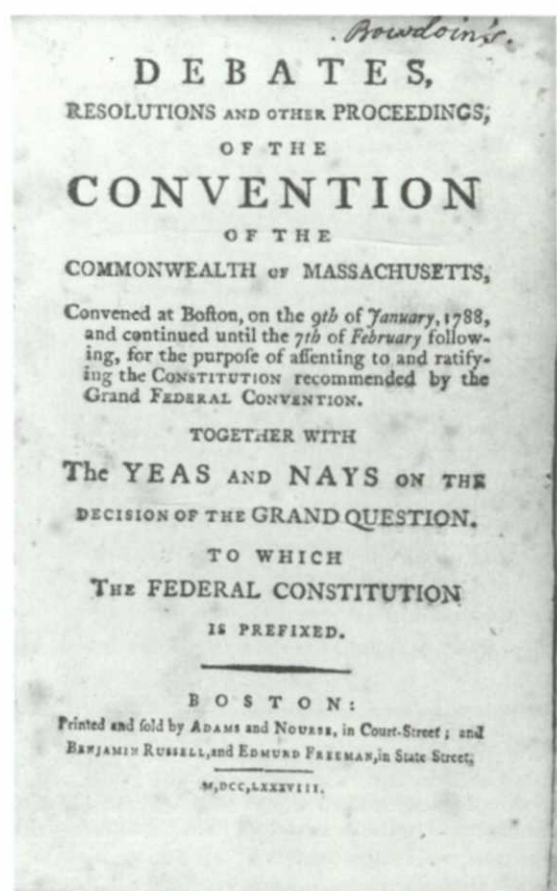 Bowdoin's.
DEBATES,
RESOLUTIONS AND OTHER PROCEEDINGS,
OF THE
CONVENTION
OF THE
COMMONWEALTH OF MASSACHUSETTS,
Convened at Boſton, on the 9th of January, 1788,
and continued until the 7th of February follow-
ing, for the purpoſe of aſſenting to and ratify-
ing the CONSTITUTION recommended by the
Grand FEDERAL CONVENTION.
TOGETHER WITH
The YEAS AND NAYS ON THE
DECISION OF THE GRAND QUESTION.
TO WHICH
THE FEDERAL CONSTITUTION
IS PREFIXED.
BOSTON:
Printed and ſold by ADAMS and NOURSE, in Court-Street; and
BENJAMIN RUSSELL, and EDMUND FREEMAN, in State Street,
M,DCC,LXXXVIII.